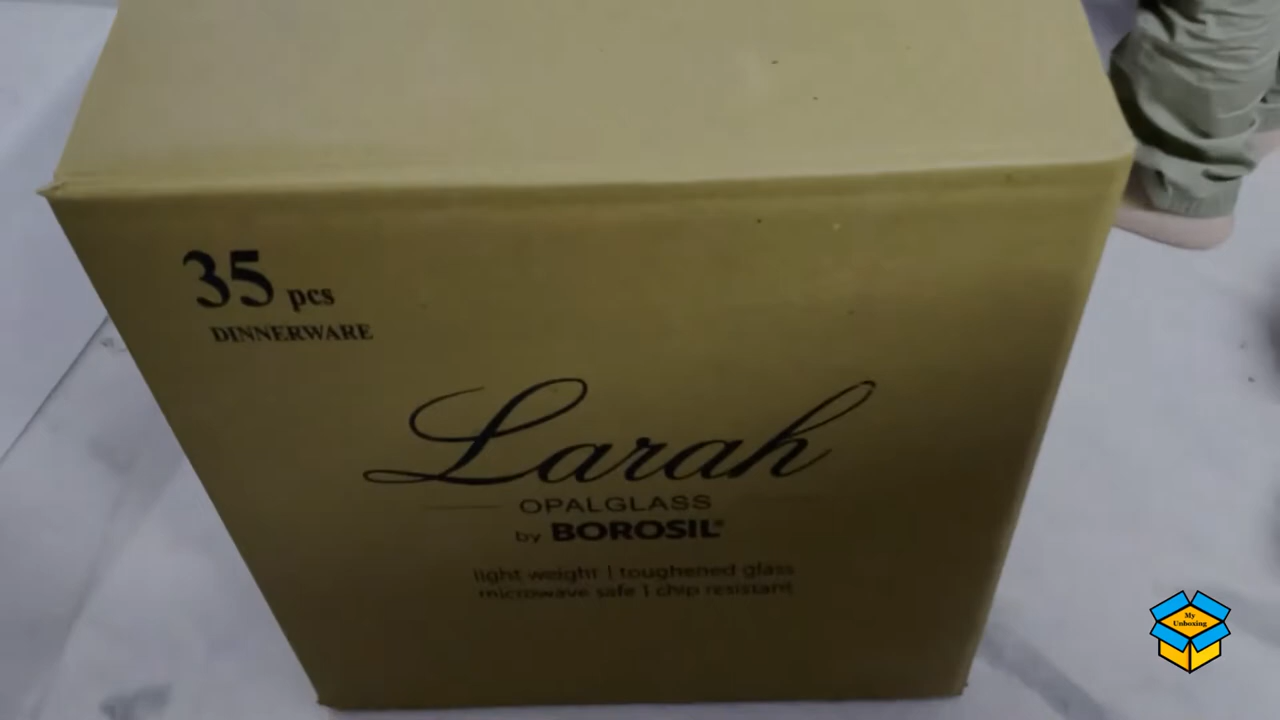 35 pcs
DINNERWARE
Larah
OPALGLASS
by BOROSIL®
light weight | toughened glass
microwave safe | chip resistant
My
Unboxing